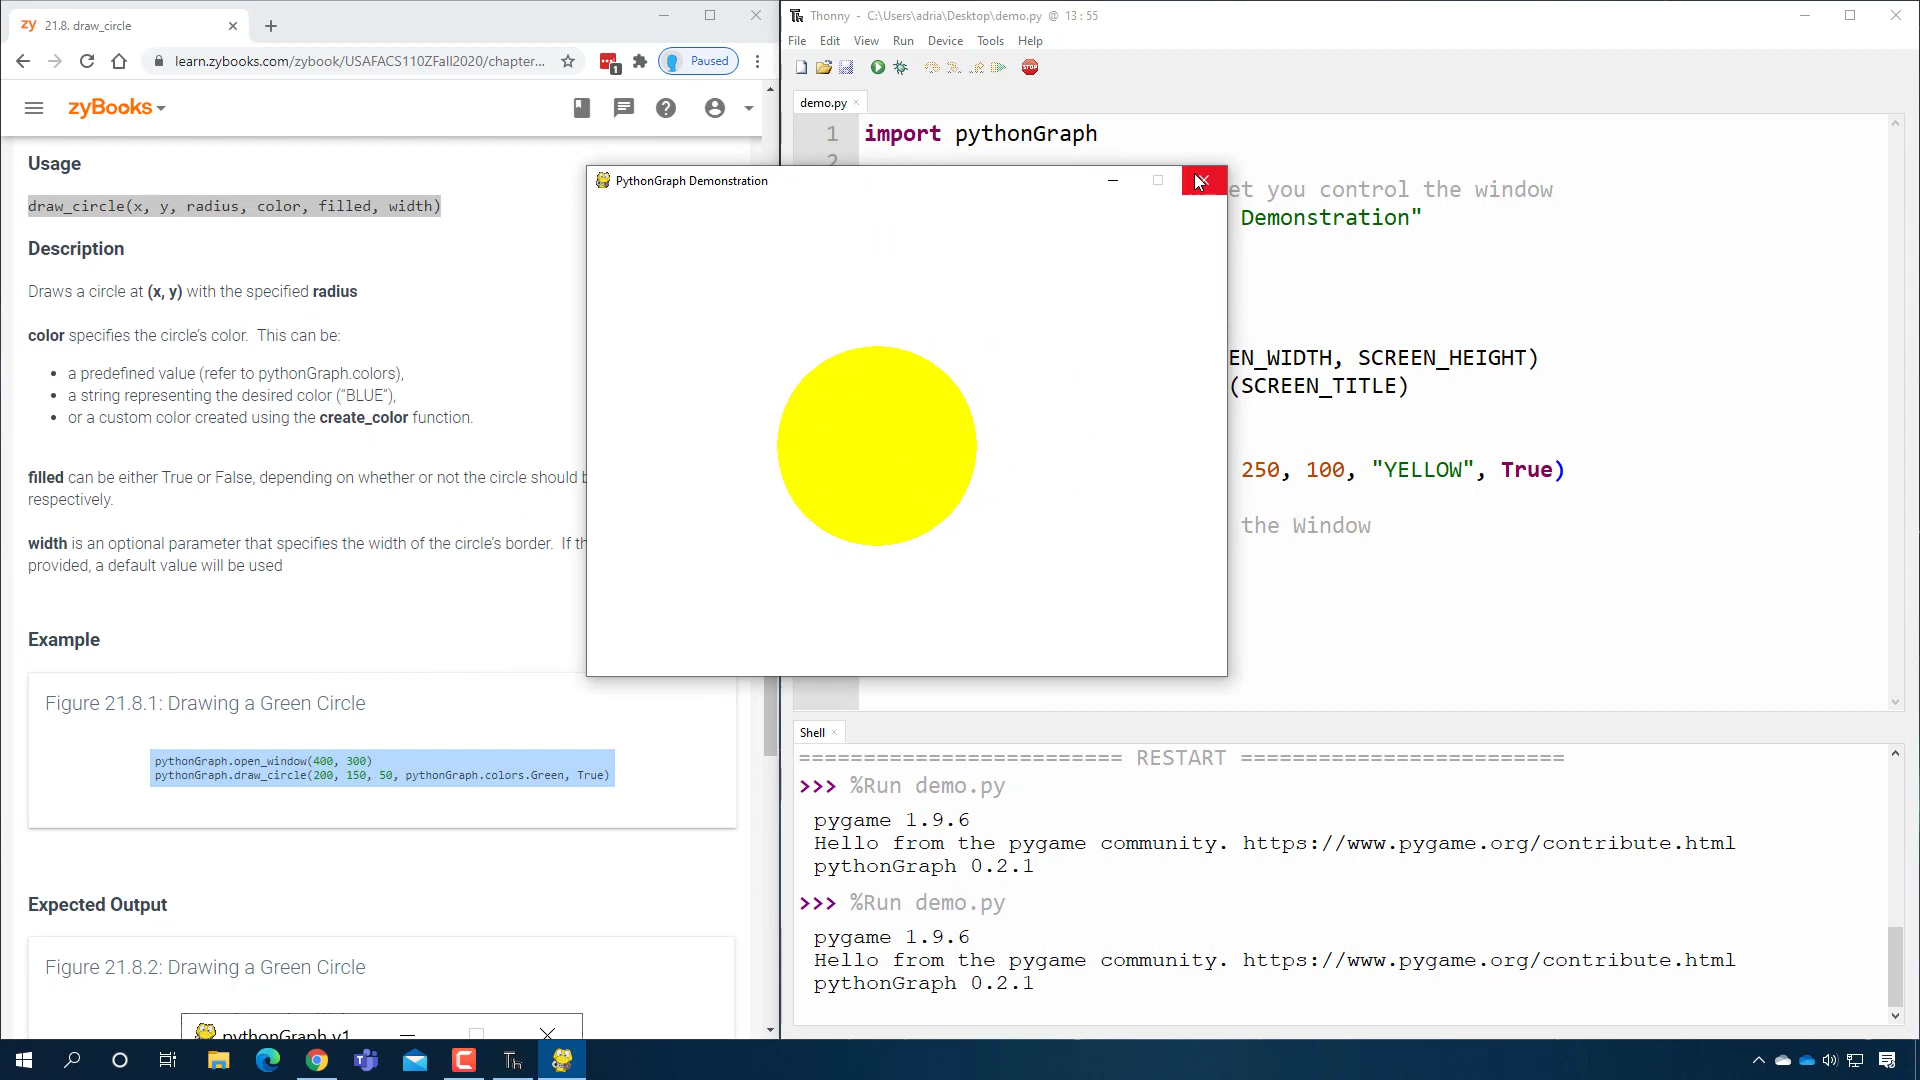 21.8. draw_circle
learn.zybooks.com/zybook/USAFACS110ZFall2020/chapter...
1
Paused
zyBooks
Usage
draw_circle(x, y, radius, color, filled, width)
Description
Draws a circle at (x, y) with the specified radius
color specifies the circle's color. This can be:
• a predefined value (refer to pythonGraph.colors),
• a string representing the desired color ("BLUE"),
• or a custom color created using the create_color function.
filled can be either True or False, depending on whether or not the circle should
respectively.
width is an optional parameter that specifies the width of the circle's border. If
provided, a default value will be used
Example
Figure 21.8.1: Drawing a Green Circle
pythonGraph.open_window(400, 300)
pythonGraph.draw_circle(200, 150, 50, pythonGraph.colors.Green, True)
Expected Output
Figure 21.8.2: Drawing a Green Circle
pythonGraph v1
PythonGraph Demonstration
Thonny - C:\Users\adria\Desktop\demo.py @ 13:55
File Edit View Run Device Tools Help
STOP
demo.py
1 import pythonGraph
2
et you control the window
Demonstration"
EN_WIDTH, SCREEN_HEIGHT)
(SCREEN_TITLE)
250, 100, "YELLOW", True)
the Window
Shell
========================= RESTART =========================
>>> %Run demo.py
pygame 1.9.6
Hello from the pygame community. https://www.pygame.org/contribute.html
pythonGraph 0.2.1
>>> %Run demo.py
pygame 1.9.6
Hello from the pygame community. https://www.pygame.org/contribute.html
pythonGraph 0.2.1